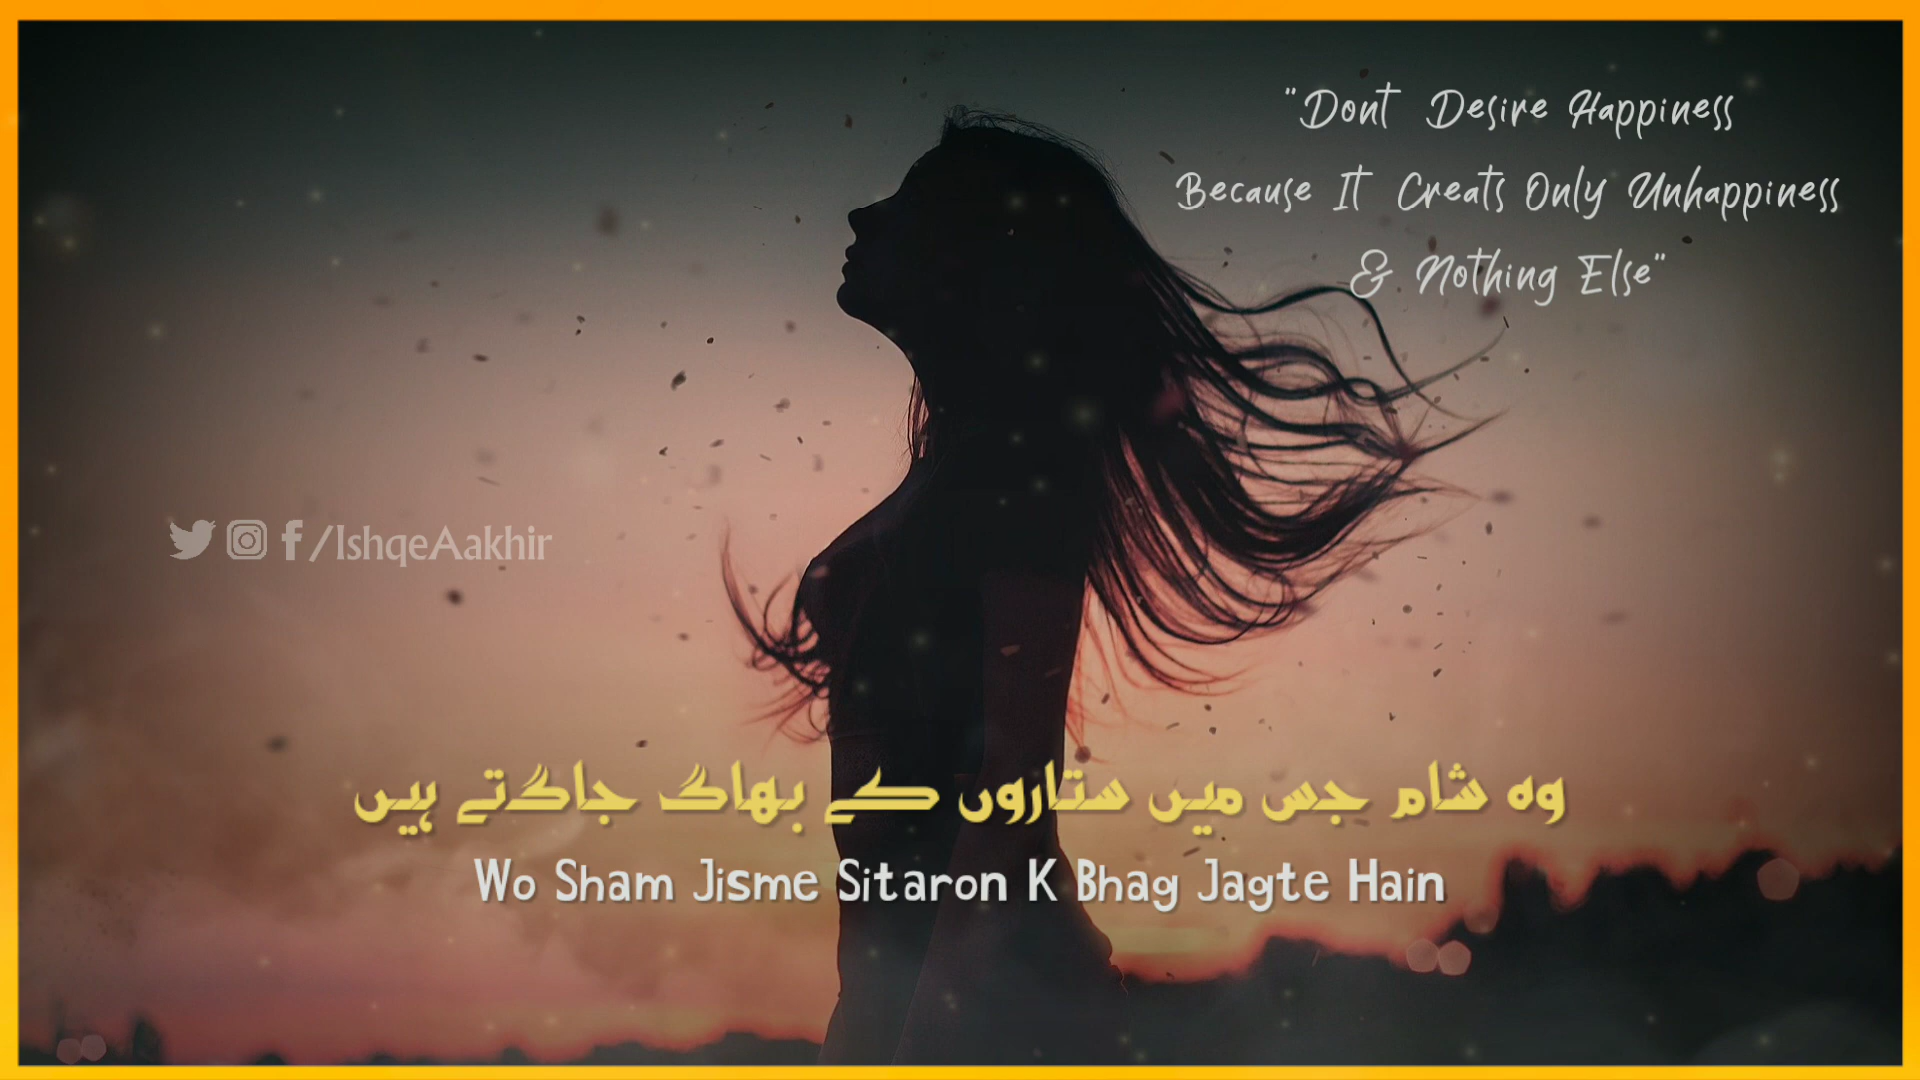 "Dont Desire Happiness
Because It Creats Only Unhappiness
& Nothing Else"
/IshqeAakhir
وہ شام جس میں ستاروں کے بھاگ جاگتے ہیں
Wo Sham Jisme Sitaron K Bhag Jagte Hain